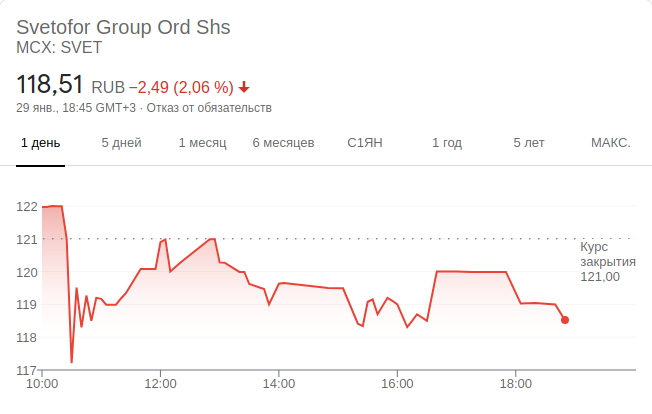 Svetofor Group Ord Shs
MCX: SVET
118,51 RUB −2,49 (2,06 %)
29 янв., 18:45 GMT+3 · Отказ от обязательств
1 день 5 дней 1 месяц 6 месяцев С1ЯН 1 год 5 лет МАКС.
122
121
120
119
118
117
Курс
закрытия
121,00
10:00 12:00 14:00 16:00 18:00